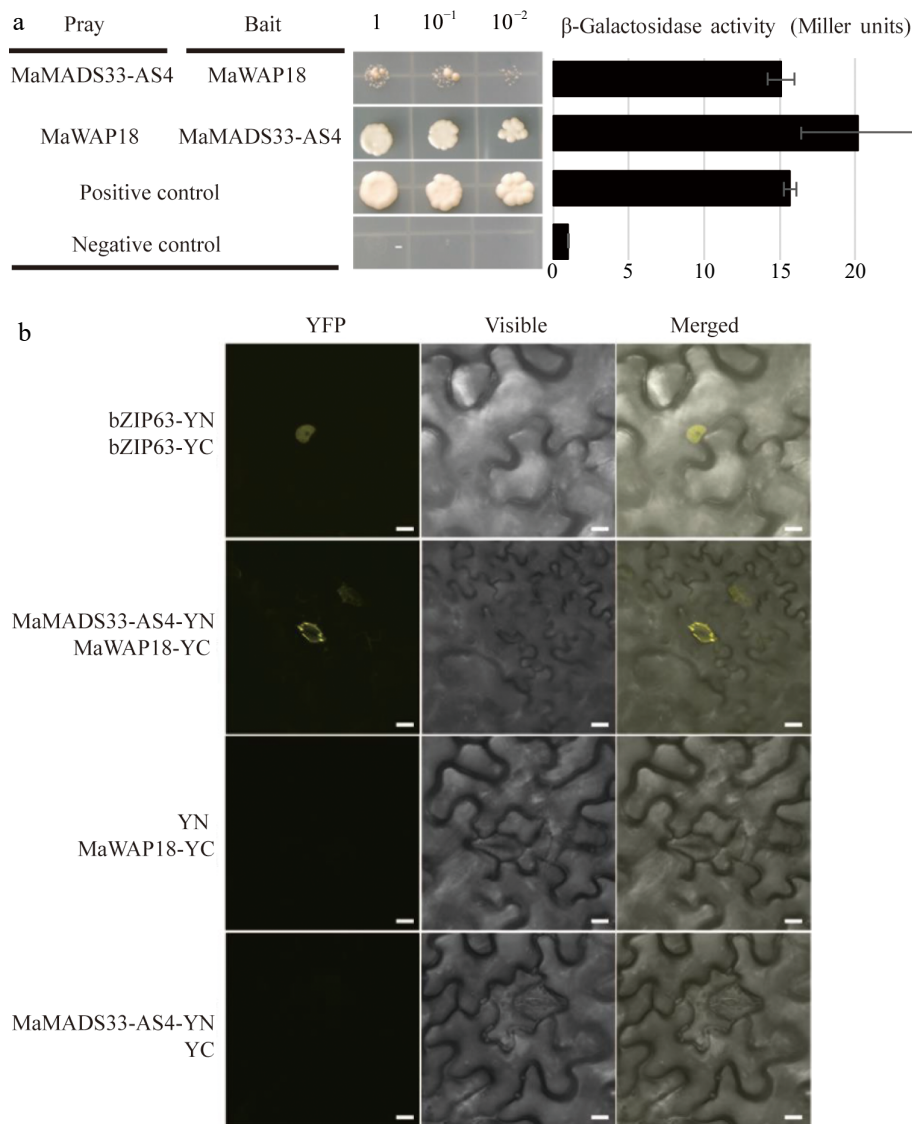 a
Pray Bait 1 10⁻¹ 10⁻² β-Galactosidase activity (Miller units)
MaMADS33-AS4 MaWAP18
MaWAP18 MaMADS33-AS4
Positive control
Negative control
0 5 10 15 20
b
YFP Visible Merged
bZIP63-YN
bZIP63-YC
MaMADS33-AS4-YN
MaWAP18-YC
YN
MaWAP18-YC
MaMADS33-AS4-YN
YC